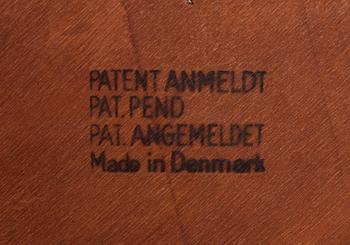 PATENT ANMELDT
PAT. PEND
PAT. ANGEMELDET
Made in Denmark